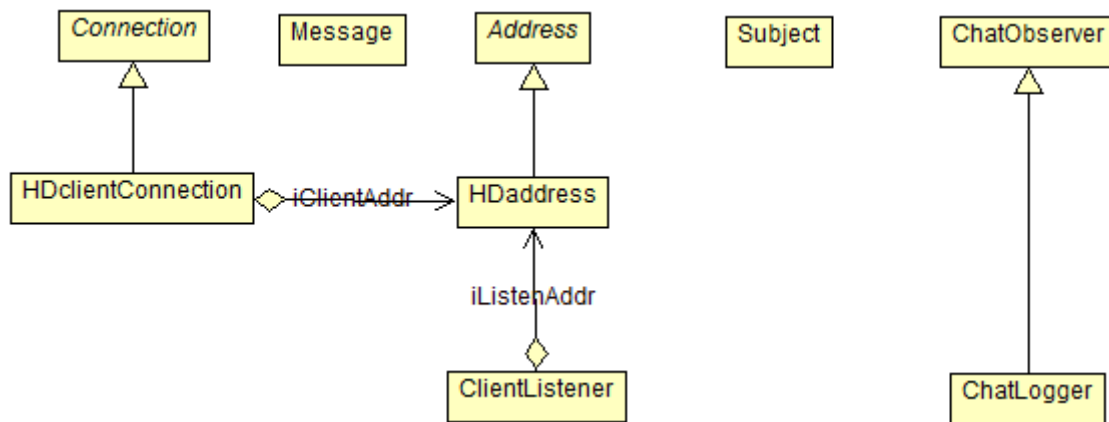 Connection
Message
Address
Subject
ChatObserver
HDclientConnection
iClientAddr
HDaddress
iListenAddr
ClientListener
ChatLogger